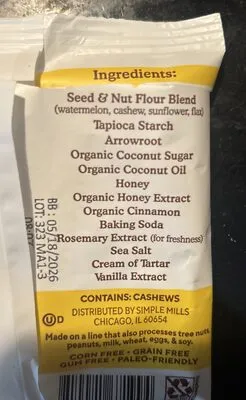 Ingredients:
Seed & Nut Flour Blend
(watermelon, cashew, sunflower, flax)
Tapioca Starch
Arrowroot
Organic Coconut Sugar
Organic Coconut Oil
Honey
Organic Honey Extract
Organic Cinnamon
Baking Soda
Rosemary Extract (for freshness)
Sea Salt
Cream of Tartar
Vanilla Extract
CONTAINS: CASHEWS
DISTRIBUTED BY SIMPLE MILLS
CHICAGO, IL 60654
U D
Made on a line that also processes tree nuts,
peanuts, milk, wheat, eggs, & soy.
CORN FREE • GRAIN FREE
GUM FREE • PALEO-FRIENDLY
BB : 05/18/2026
LOT: 323 M/A1-3